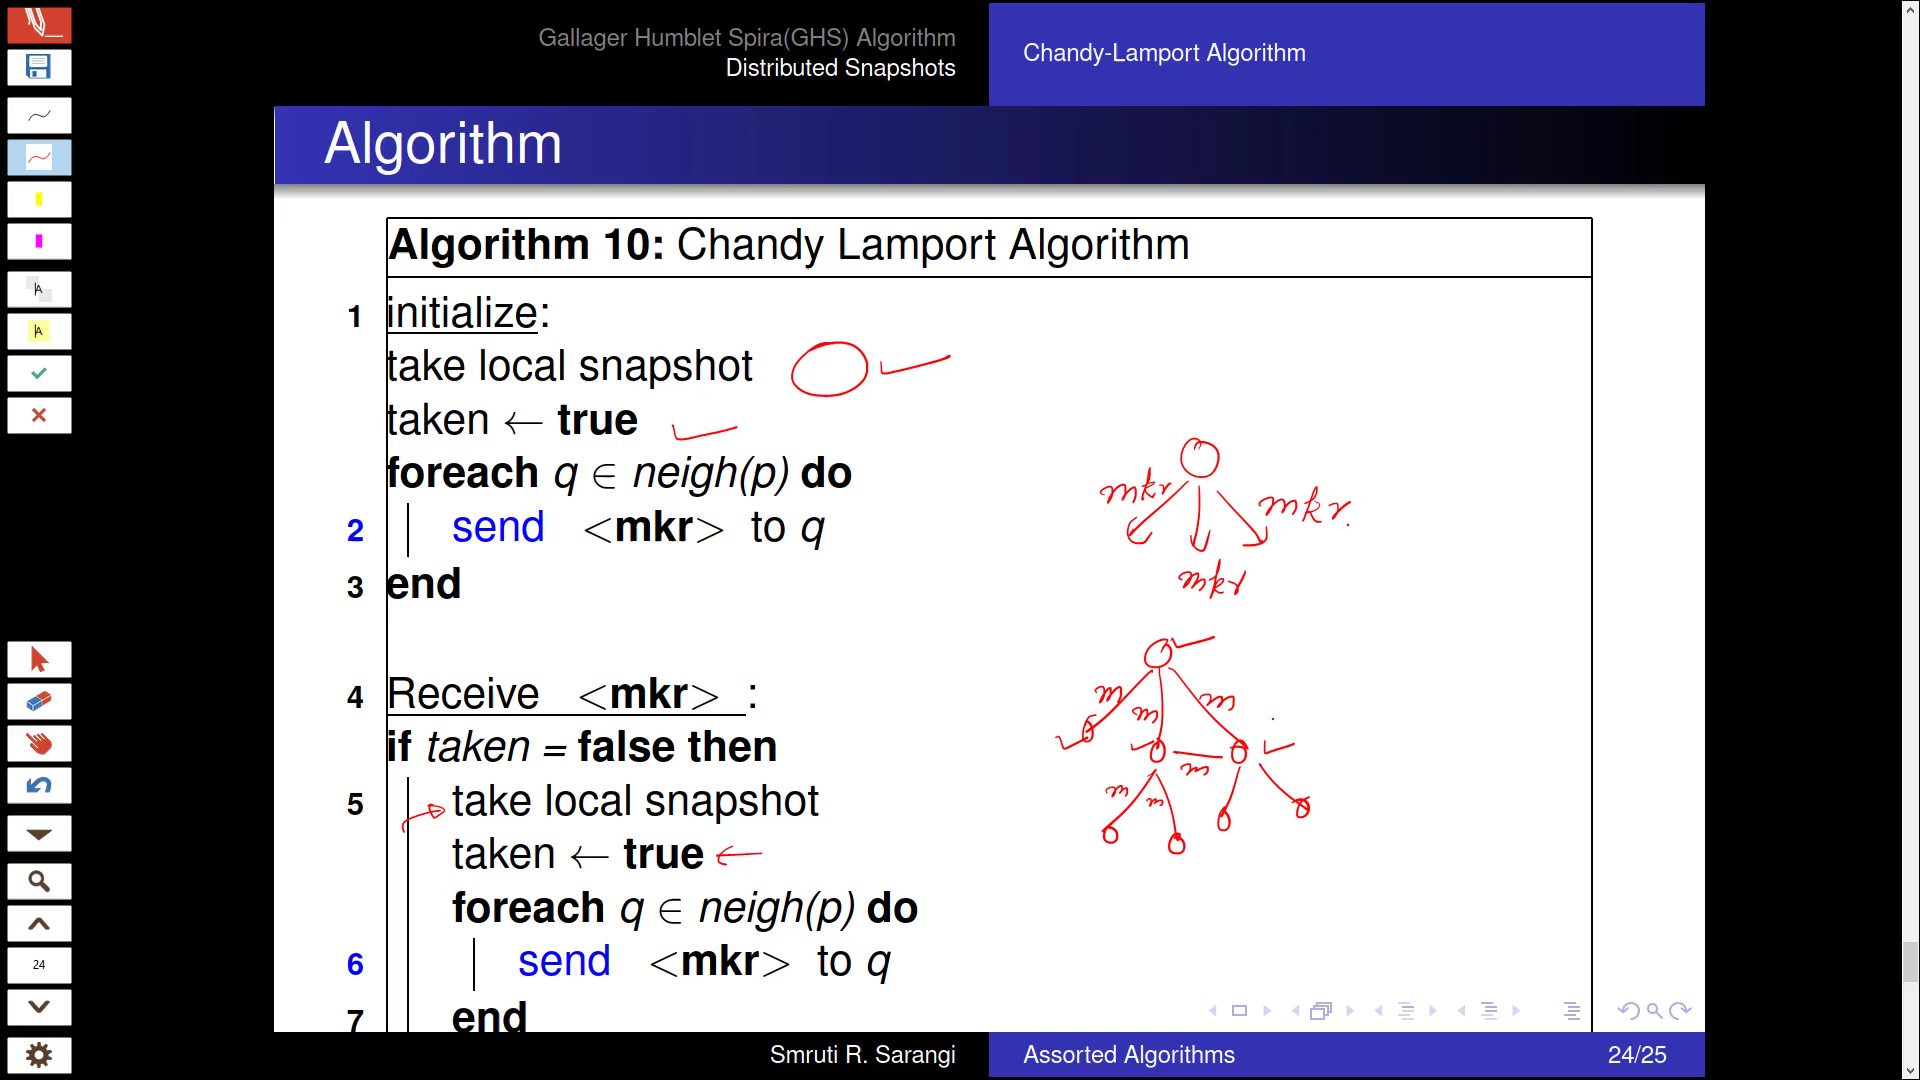 Gallager Humblet Spira(GHS) Algorithm
Distributed Snapshots
Chandy-Lamport Algorithm
Algorithm
Algorithm 10: Chandy Lamport Algorithm
1 initialize:
take local snapshot
taken ← true
foreach q ∈ neigh(p) do
2 send <mkr> to q
3 end
4 Receive <mkr> :
if taken = false then
5 take local snapshot
taken ← true
foreach q ∈ neigh(p) do
6 send <mkr> to q
7 end
mkr
mkr.
mkr
m
m
m
m
m
m
A
A
24
Smruti R. Sarangi
Assorted Algorithms
24/25